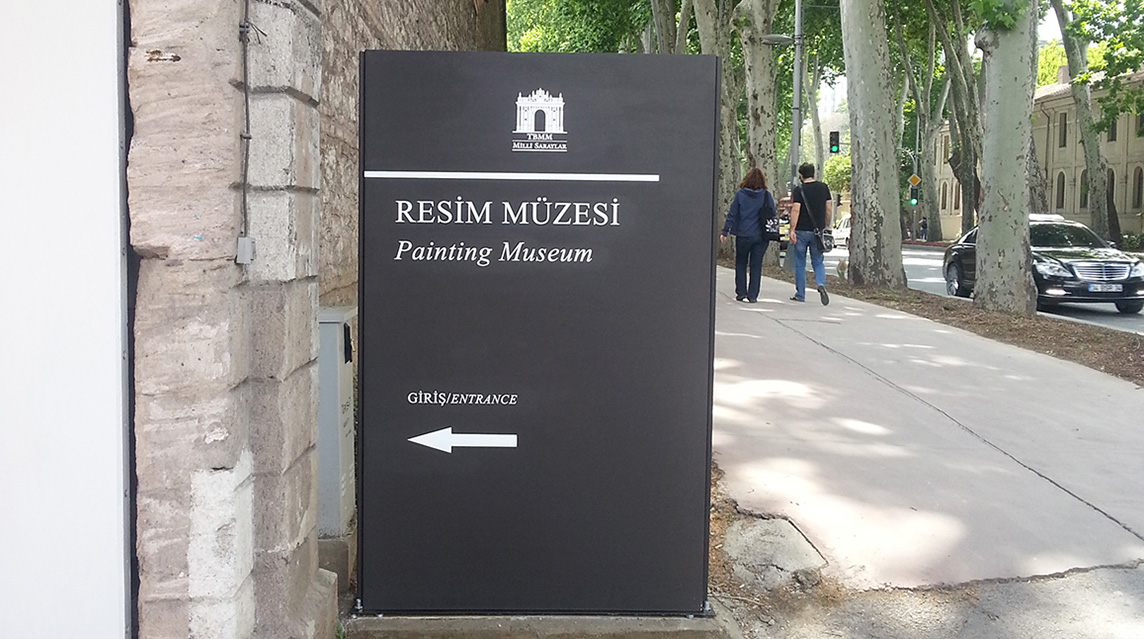 TBMM
MİLLİ SARAYLAR
RESİM MÜZESİ
Painting Museum
GİRİŞ/ENTRANCE